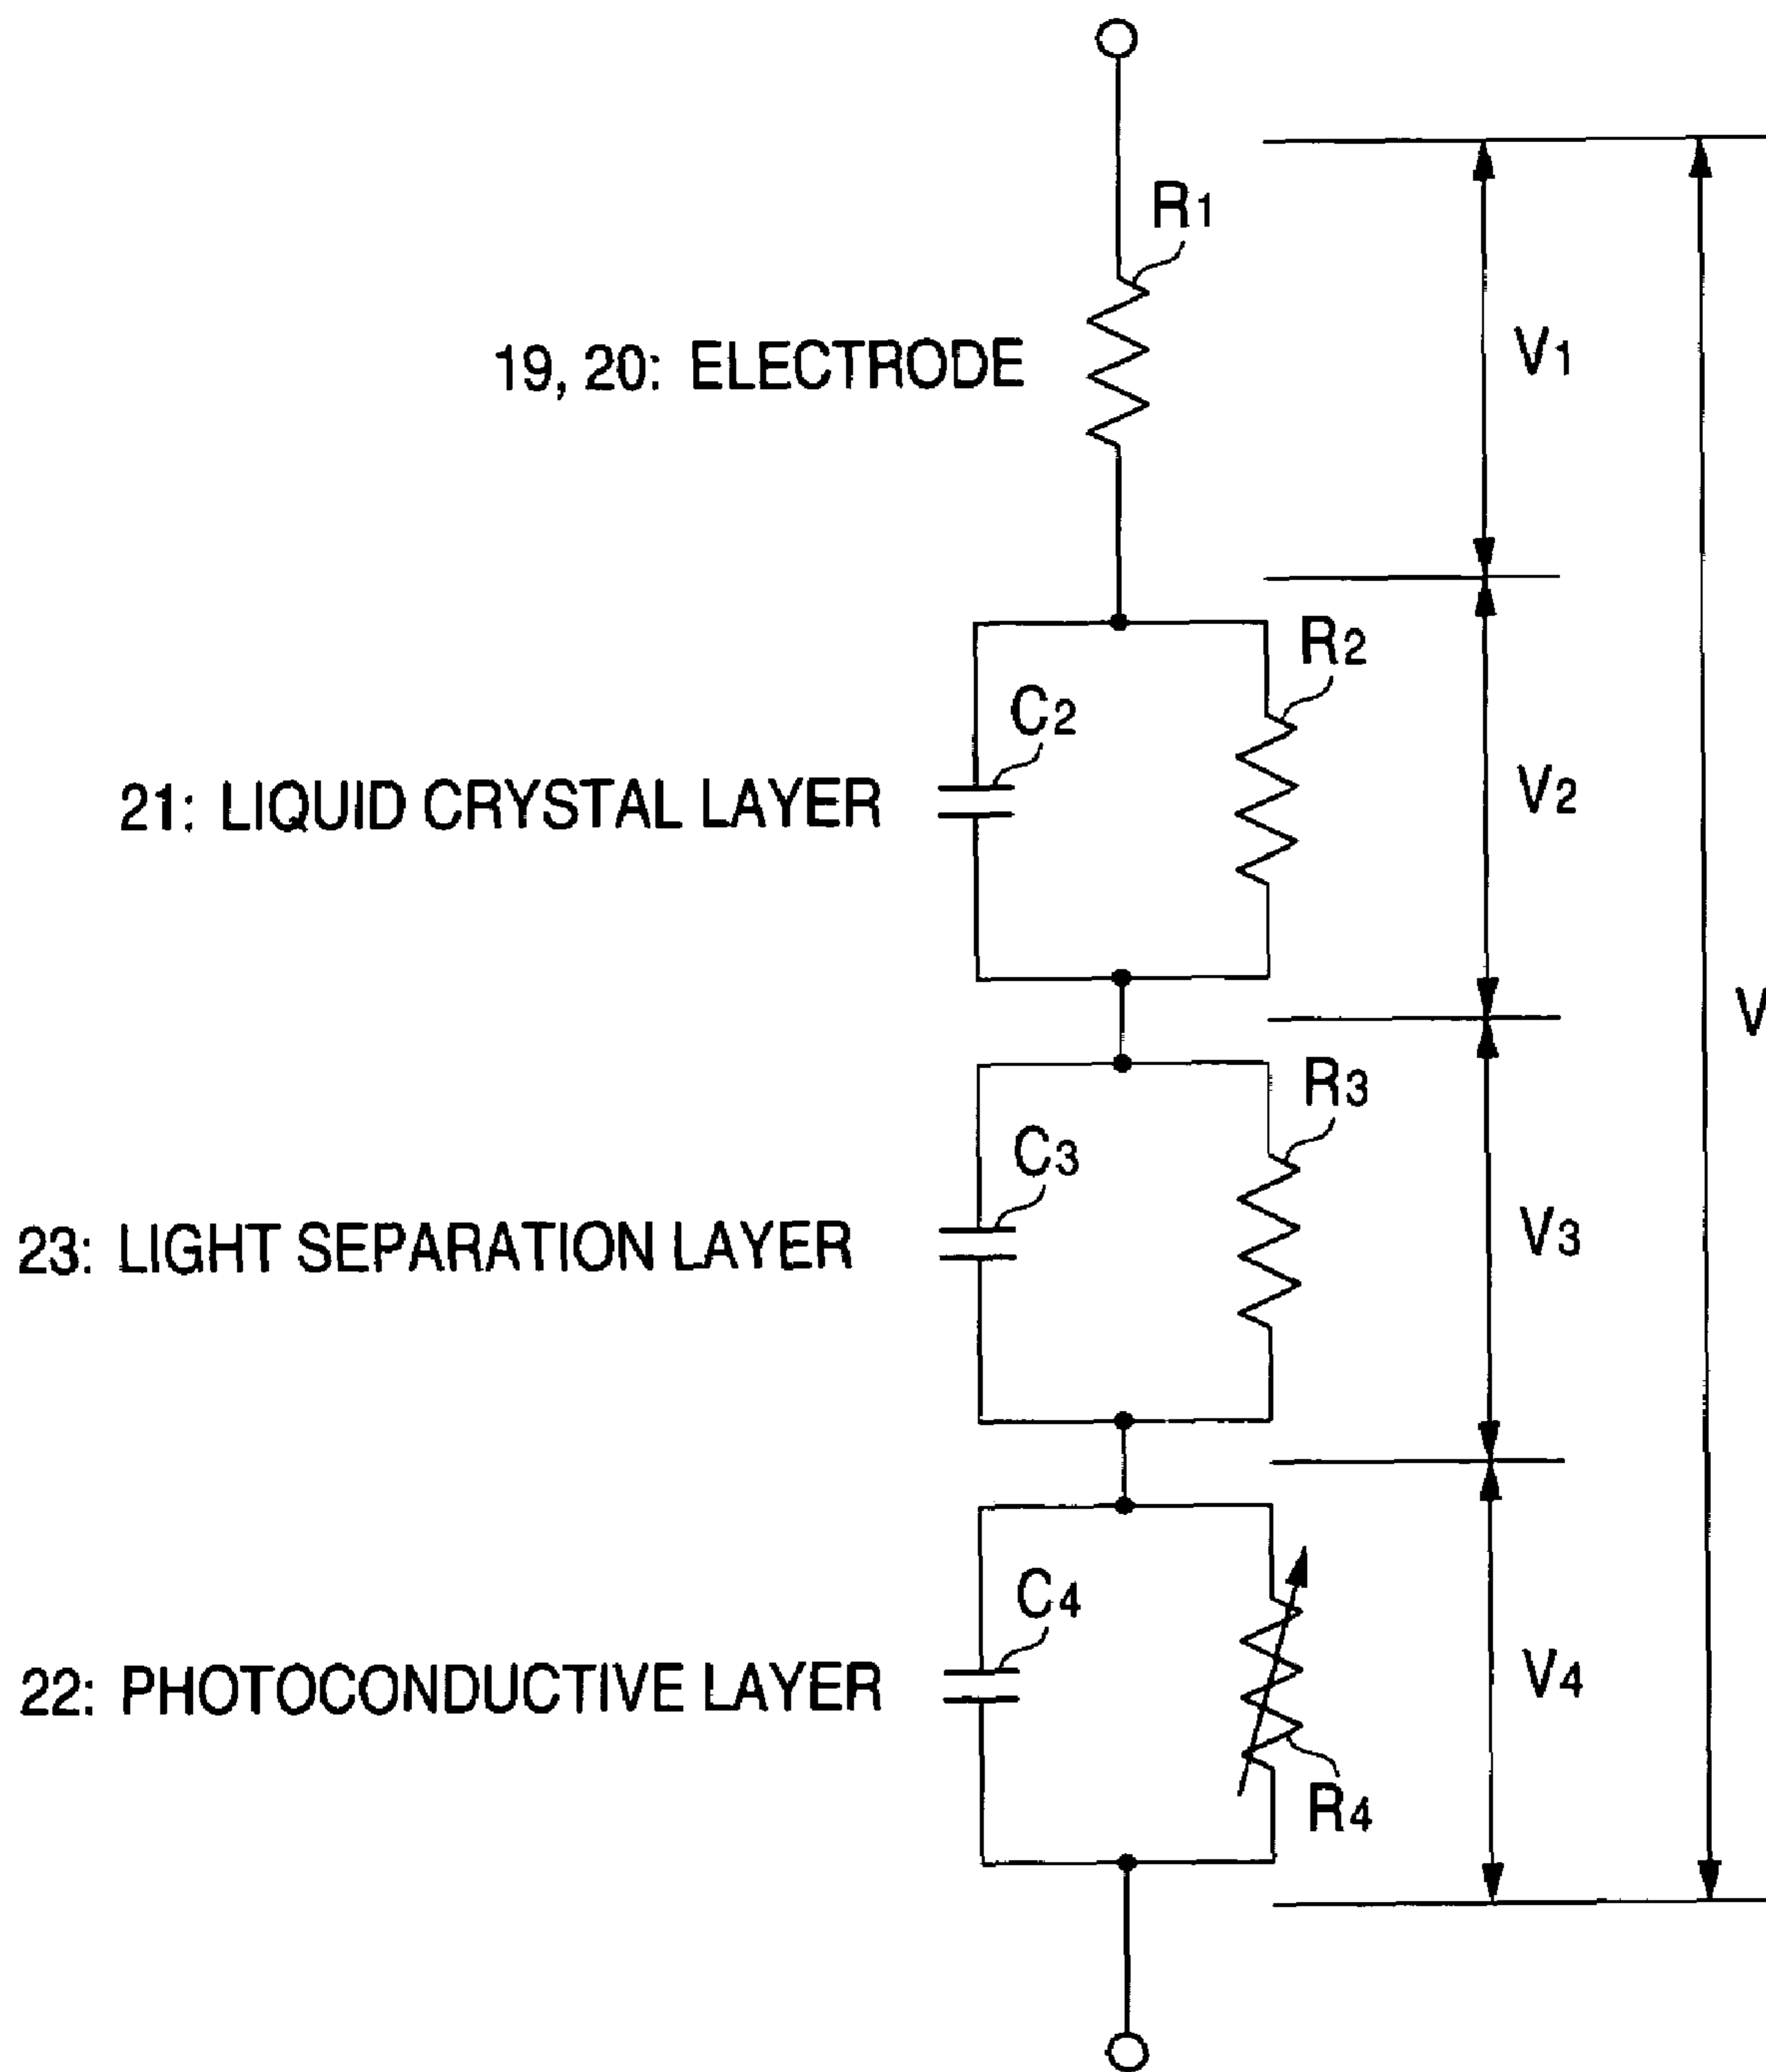 R1
19, 20: ELECTRODE
V1
R2
C2
21: LIQUID CRYSTAL LAYER
V2
V
R3
C3
23: LIGHT SEPARATION LAYER
V3
C4
22: PHOTOCONDUCTIVE LAYER
V4
R4